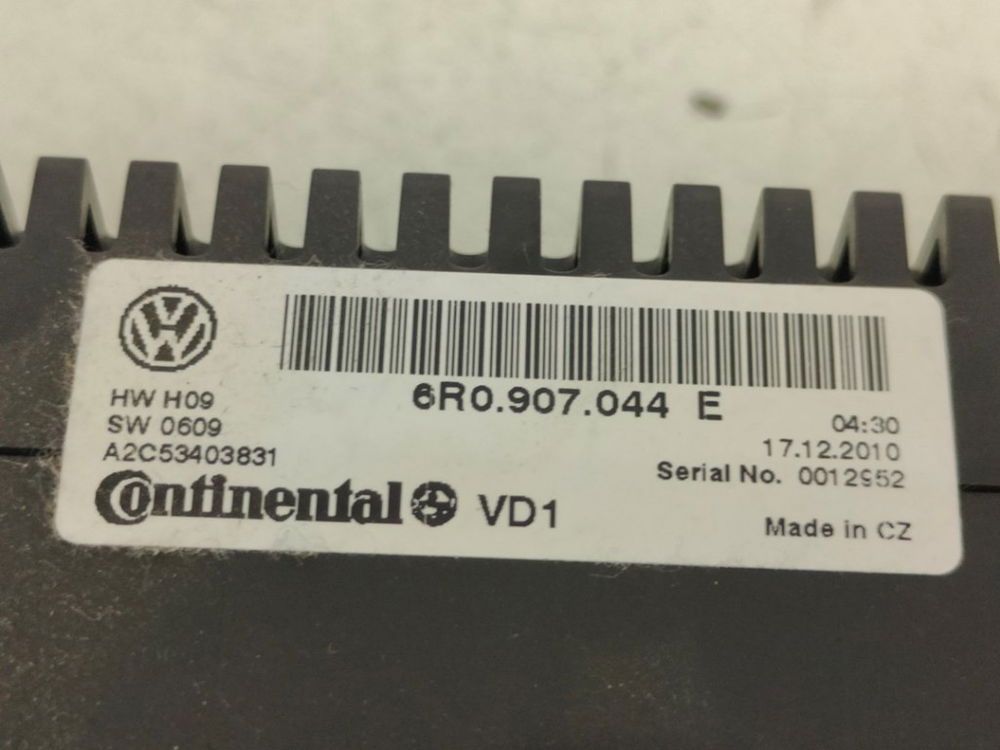 6R0.907.044 E
HW H09
SW 0609
A2C53403831
04:30
17.12.2010
Serial No. 0012952
Continental VD1
Made in CZ